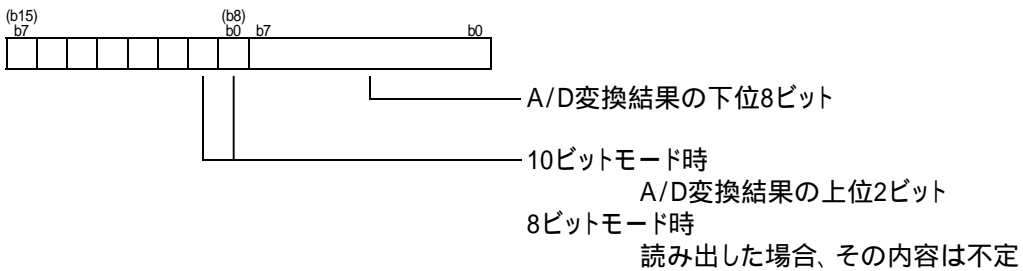 (b15) (b8)
b7 b0 b7 b0
A/D変換結果の下位8ビット
10ビットモード時
A/D変換結果の上位2ビット
8ビットモード時
読み出した場合、その内容は不定